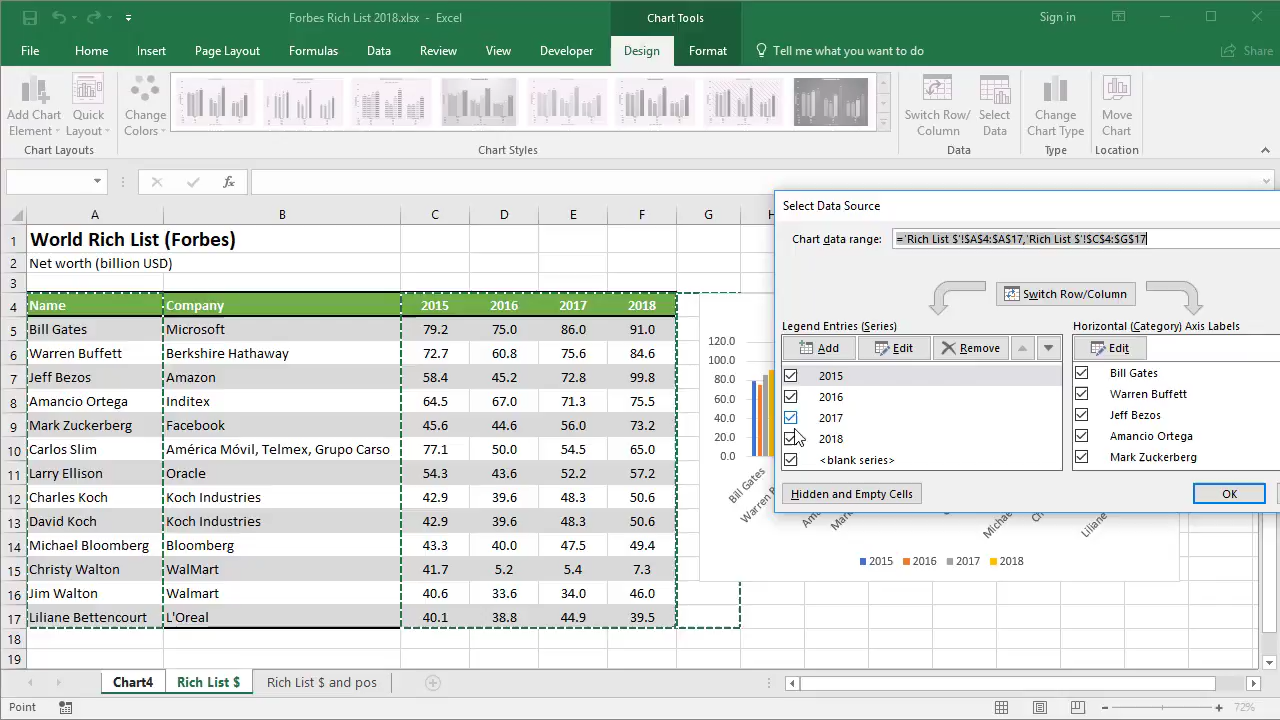 Forbes Rich List 2018.xlsx - Excel
Chart Tools
Sign in
File Home Insert Page Layout Formulas Data Review View Developer Design Format Tell me what you want to do Share
Add Chart Element
Quick Layout
Change Colors
Switch Row/Column
Select Data
Change Chart Type
Move Chart
Chart Layouts Chart Styles Data Type Location
fx
A B C D E F G H
1 World Rich List (Forbes)
2 Net worth (billion USD)
3
4 Name Company 2015 2016 2017 2018
5 Bill Gates Microsoft 79.2 75.0 86.0 91.0
6 Warren Buffett Berkshire Hathaway 72.7 60.8 75.6 84.6
7 Jeff Bezos Amazon 58.4 45.2 72.8 99.8
8 Amancio Ortega Inditex 64.5 67.0 71.3 75.5
9 Mark Zuckerberg Facebook 45.6 44.6 56.0 73.2
10 Carlos Slim América Móvil, Telmex, Grupo Carso 77.1 50.0 54.5 65.0
11 Larry Ellison Oracle 54.3 43.6 52.2 57.2
12 Charles Koch Koch Industries 42.9 39.6 48.3 50.6
13 David Koch Koch Industries 42.9 39.6 48.3 50.6
14 Michael Bloomberg Bloomberg 43.3 40.0 47.5 49.4
15 Christy Walton WalMart 41.7 5.2 5.4 7.3
16 Jim Walton Walmart 40.6 33.6 34.0 46.0
17 Liliane Bettencourt L'Oreal 40.1 38.8 44.9 39.5
18
19
Select Data Source
Chart data range: ='Rich List $'!$A$4:$A$17,'Rich List $'!$C$4:$G$17
Switch Row/Column
Legend Entries (Series)
Add Edit Remove
2015
2016
2017
2018
<blank series>
Horizontal (Category) Axis Labels
Edit
Bill Gates
Warren Buffett
Jeff Bezos
Amancio Ortega
Mark Zuckerberg
Hidden and Empty Cells
OK
120.0
100.0
80.0
60.0
40.0
20.0
0.0
Bill Gates
Warren B
Am
Mark
Michae
Ch
Liliane
2015 2016 2017 2018
Chart4 Rich List $ Rich List $ and pos
Point
72%